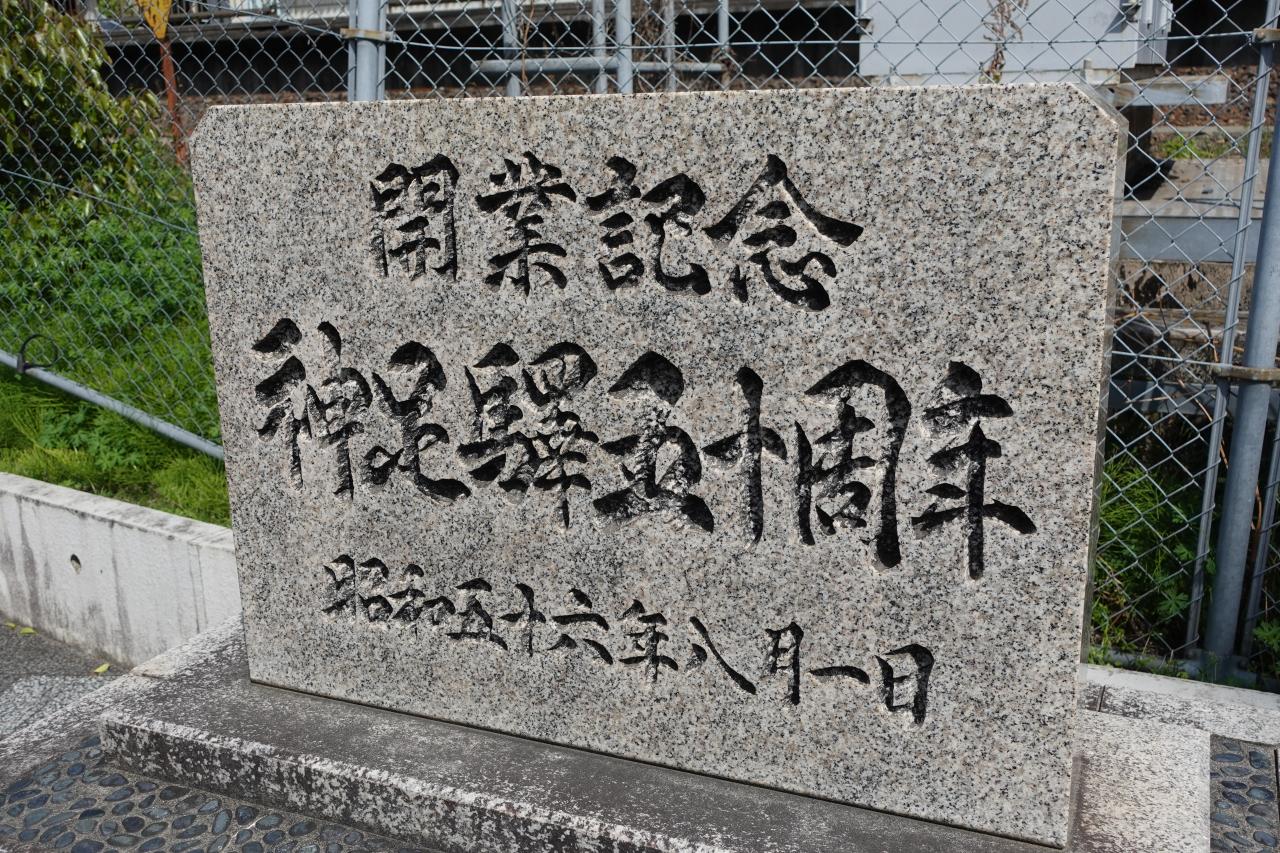 開業記念
神足驛五十周年
昭和五十六年八月一日